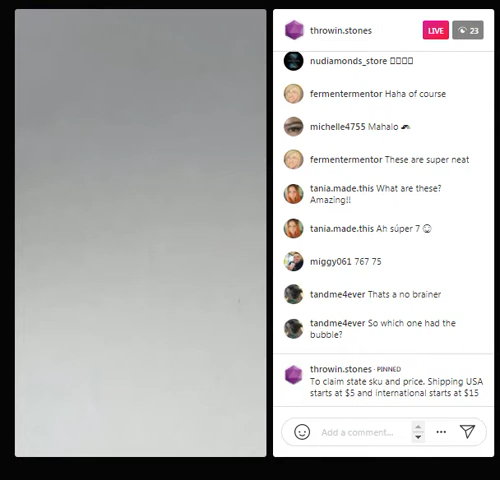 throwin.stones
LIVE
23
nudiamonds_store
fermentermentor Haha of course
michelle4755 Mahalo
fermentermentor These are super neat
tania.made.this What are these?
Amazing!!
tania.made.this Ah súper 7
miggy061 767 75
tandme4ever Thats a no brainer
tandme4ever So which one had the
bubble?
throwin.stones · PINNED
To claim state sku and price. Shipping USA
starts at $5 and international starts at $15
Add a comment...